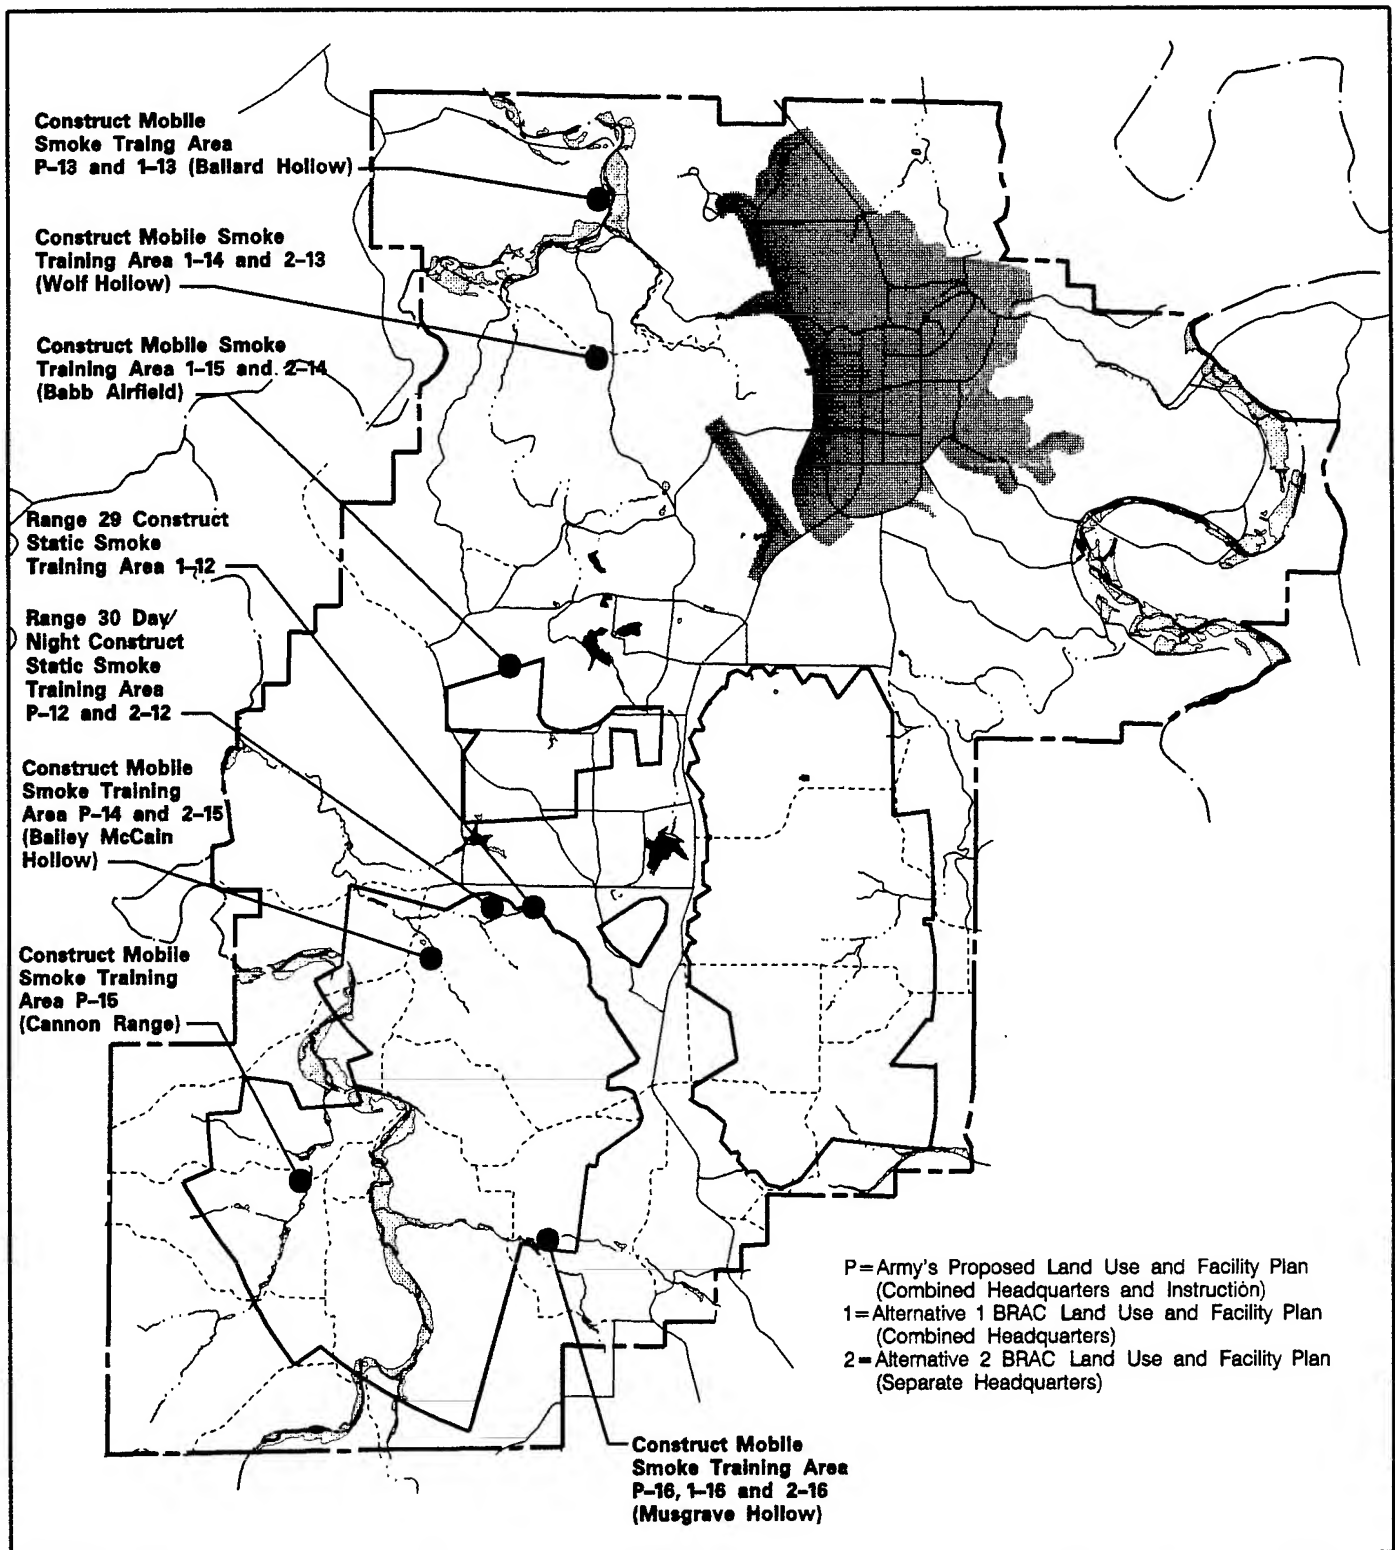 Construct Mobile
Smoke Traing Area
P-13 and 1-13 (Ballard Hollow)
Construct Mobile Smoke
Training Area 1-14 and 2-13
(Wolf Hollow)
Construct Mobile Smoke
Training Area 1-15 and 2-14
(Babb Airfield)
Range 29 Construct
Static Smoke
Training Area 1-12
Range 30 Day/
Night Construct
Static Smoke
Training Area
P-12 and 2-12
Construct Mobile
Smoke Training
Area P-14 and 2-15
(Bailey McCain
Hollow)
Construct Mobile
Smoke Training
Area P-15
(Cannon Range)
P=Army's Proposed Land Use and Facility Plan
(Combined Headquarters and Instruction)
1=Alternative 1 BRAC Land Use and Facility Plan
(Combined Headquarters)
2=Alternative 2 BRAC Land Use and Facility Plan
(Separate Headquarters)
Construct Mobile
Smoke Training Area
P-16, 1-16 and 2-16
(Musgrave Hollow)